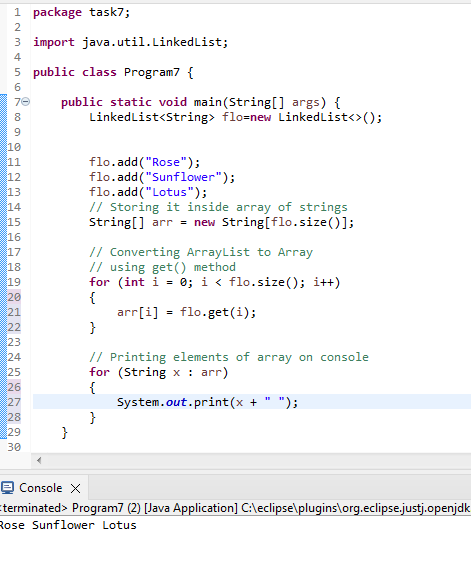 1 package task7;
2
3 import java.util.LinkedList;
4
5 public class Program7 {
6
7 public static void main(String[] args) {
8 LinkedList<String> flo=new LinkedList<>();
9
10
11 flo.add("Rose");
12 flo.add("Sunflower");
13 flo.add("Lotus");
14 // Storing it inside array of strings
15 String[] arr = new String[flo.size()];
16
17 // Converting ArrayList to Array
18 // using get() method
19 for (int i = 0; i < flo.size(); i++)
20 {
21 arr[i] = flo.get(i);
22 }
23
24 // Printing elements of array on console
25 for (String x : arr)
26 {
27 System.out.print(x + " ");
28 }
29 }
30
Console
<terminated> Program7 (2) [Java Application] C:\eclipse\plugins\org.eclipse.justj.openjdk
Rose Sunflower Lotus